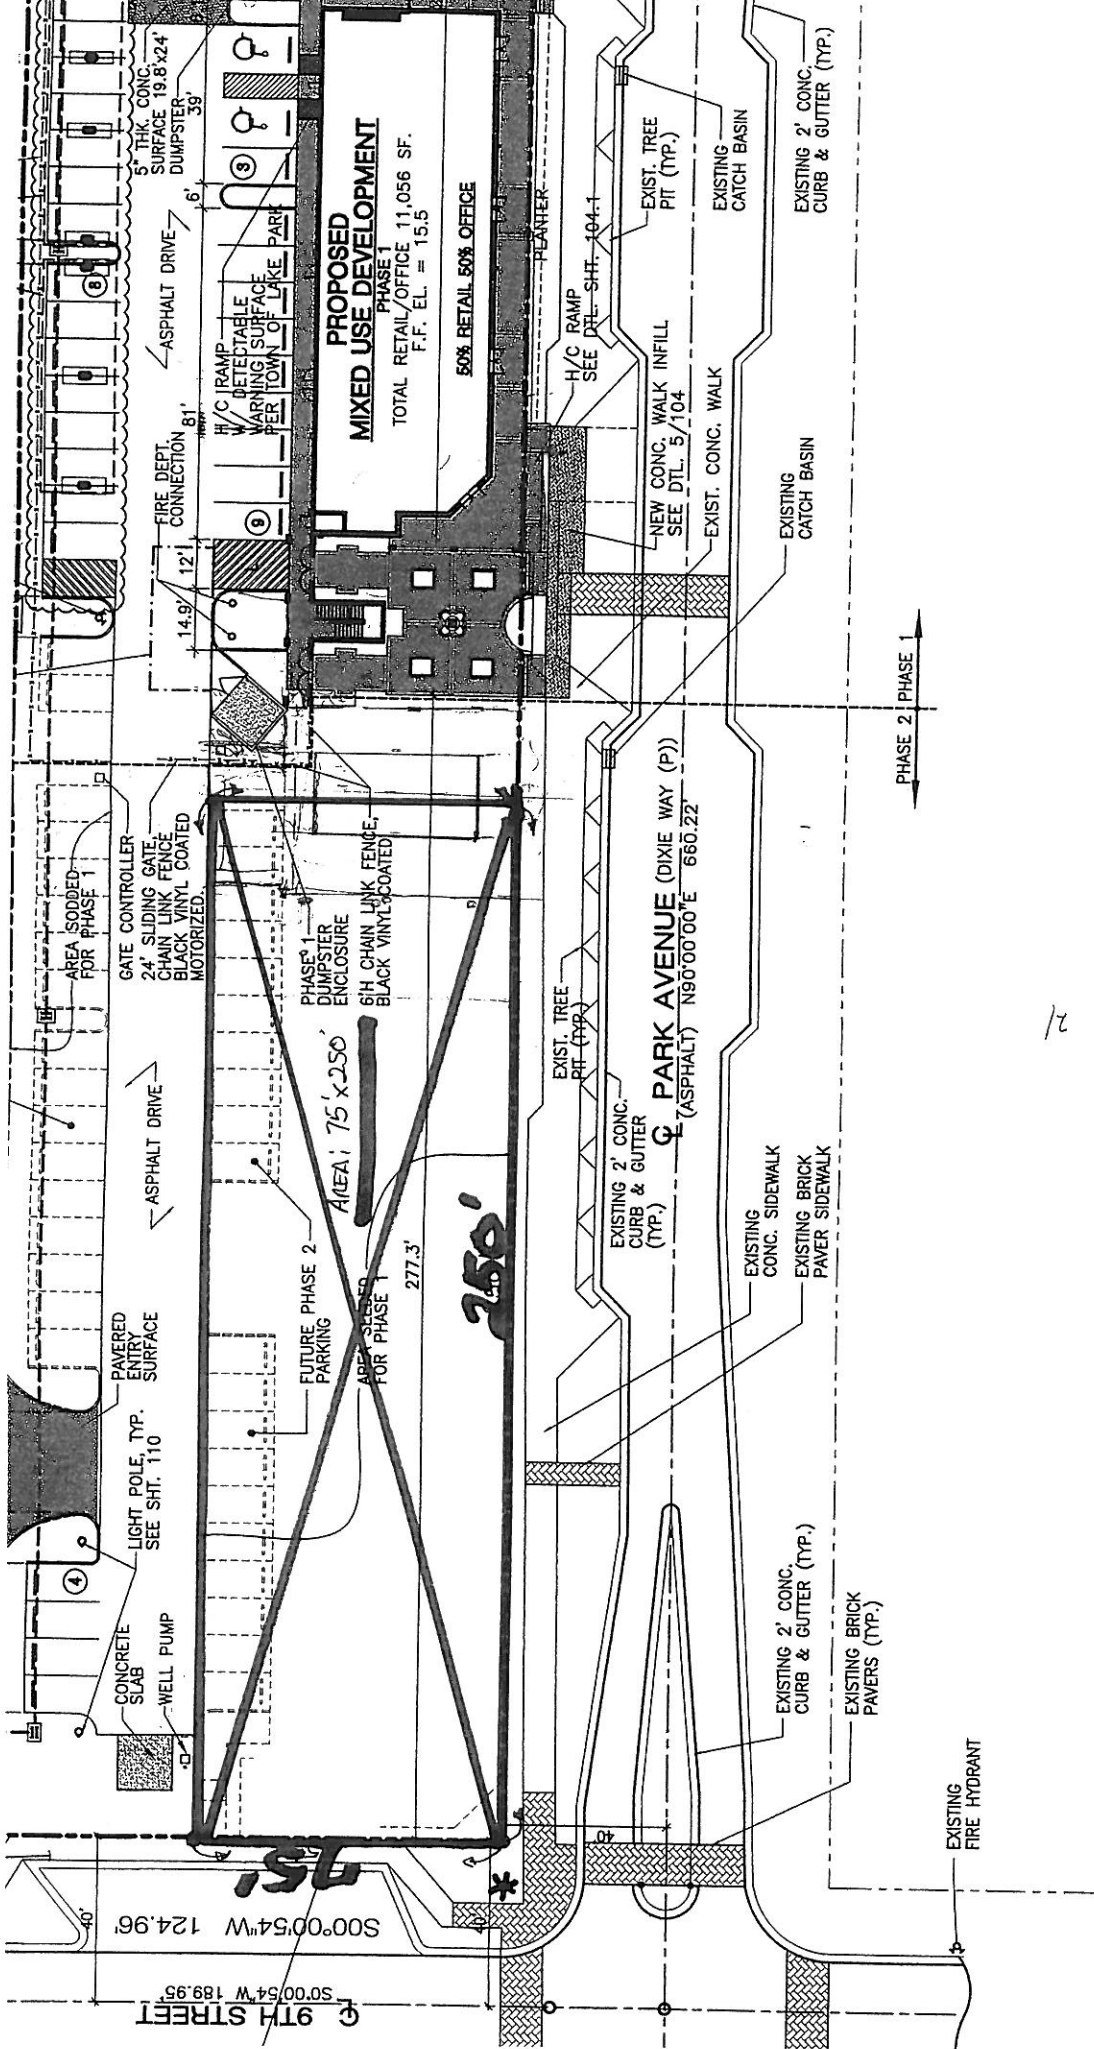 5" THK. CONC.
SURFACE 19.8'x24'
DUMPSTER
39'
6'
3
8
ASPHALT DRIVE
H/C RAMP
W/ DETECTABLE
WARNING SURFACE
PER TOWN OF LAKE PARK
81'
FIRE DEPT.
CONNECTION
9
12'
14.9'
PROPOSED
MIXED USE DEVELOPMENT
PHASE 1
TOTAL RETAIL/OFFICE 11,056 SF.
F.F. EL. = 15.5
50% RETAIL 50% OFFICE
PLANTER
H/C RAMP
SEE DTL. SHT. 104.1
EXIST. TREE
PIT (TYP.)
EXISTING
CATCH BASIN
EXISTING 2' CONC.
CURB & GUTTER (TYP.)
NEW CONC. WALK INFILL
SEE DTL. 5/104
EXIST. CONC. WALK
EXISTING
CATCH BASIN
PHASE 2
PHASE 1
AREA SODDED
FOR PHASE 1
GATE CONTROLLER
24' SLIDING GATE,
CHAIN LINK FENCE
BLACK VINYL COATED
MOTORIZED.
PHASE 1
DUMPSTER
ENCLOSURE
6'H CHAIN LINK FENCE,
BLACK VINYL COATED
AREA: 75' x 250'
EXIST. TREE
PIT (TYP.)
PARK AVENUE (DIXIE WAY (P))
(ASPHALT) N90°00'00"E 660.22'
ASPHALT DRIVE
FUTURE PHASE 2
PARKING
AREA SEEDED
FOR PHASE 1
277.3'
250'
EXISTING 2' CONC.
CURB & GUTTER
(TYP.)
EXISTING
CONC. SIDEWALK
EXISTING BRICK
PAVER SIDEWALK
PAVERED
ENTRY
SURFACE
LIGHT POLE, TYP.
SEE SHT. 110
4
CONCRETE
SLAB
WELL PUMP
EXISTING 2' CONC.
CURB & GUTTER (TYP.)
EXISTING BRICK
PAVERS (TYP.)
EXISTING
FIRE HYDRANT
40'
75'
40'
40'
S00°00'54"W 124.96'
S0°00'54"W 189.95'
9TH STREET